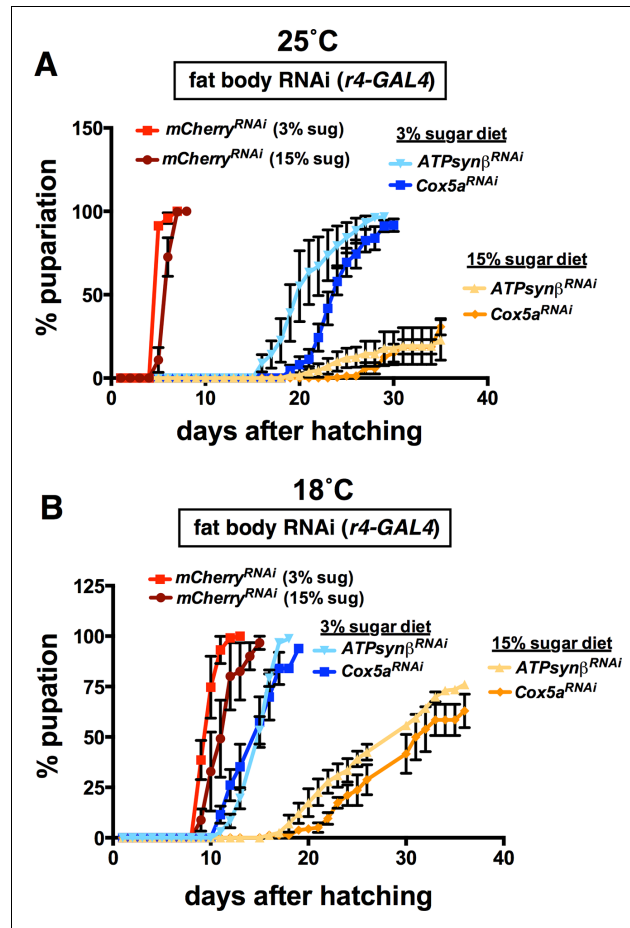 25˚C
A
fat body RNAi (r4-GAL4)
mCherryRNAi (3% sug)
mCherryRNAi (15% sug)
3% sugar diet
ATPsynβRNAi
Cox5aRNAi
15% sugar diet
ATPsynβRNAi
Cox5aRNAi
% pupariation
150
100
50
0
0
10
20
30
40
days after hatching
18˚C
B
fat body RNAi (r4-GAL4)
mCherryRNAi (3% sug)
mCherryRNAi (15% sug)
3% sugar diet
ATPsynβRNAi
Cox5aRNAi
15% sugar diet
ATPsynβRNAi
Cox5aRNAi
% pupation
125
100
75
50
25
0
0
10
20
30
40
days after hatching